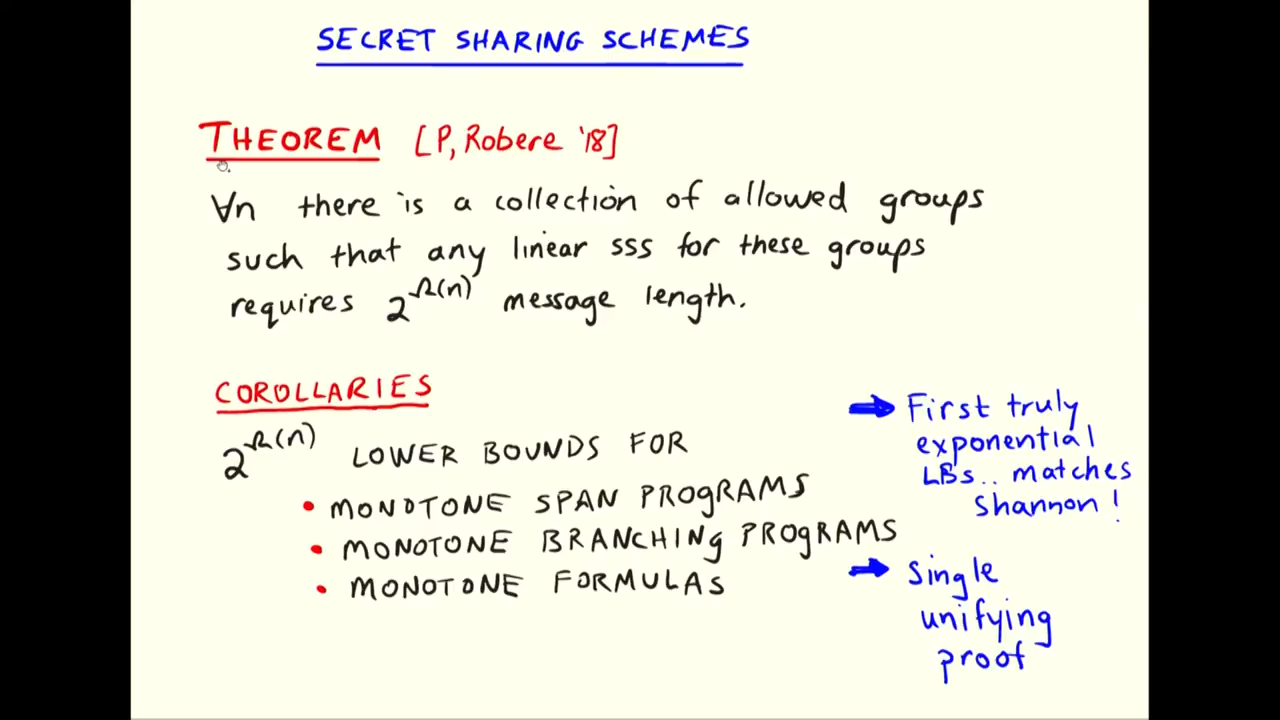 SECRET SHARING SCHEMES
THEOREM [P, Robere '18]
∀n there is a collection of allowed groups
such that any linear sss for these groups
requires 2^Ω(n) message length.
COROLLARIES
2^Ω(n) LOWER BOUNDS FOR
• MONOTONE SPAN PROGRAMS
• MONOTONE BRANCHING PROGRAMS
• MONOTONE FORMULAS
→ First truly
exponential
LBs.. matches
Shannon!
→ Single
unifying
proof